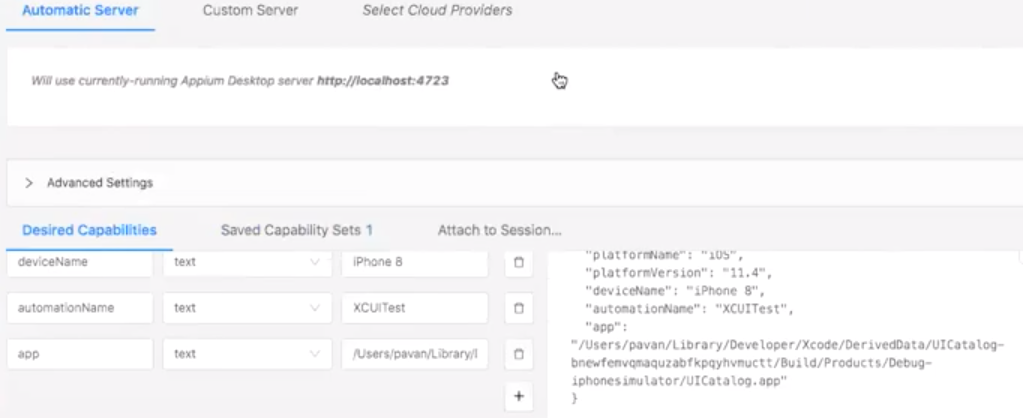 Automatic Server Custom Server Select Cloud Providers
Will use currently-running Appium Desktop server http://localhost:4723
> Advanced Settings
Desired Capabilities Saved Capability Sets 1 Attach to Session...
deviceName text iPhone 8
automationName text XCUITest
app text /Users/pavan/Library/D
+
"platformName": "iOS",
"platformVersion": "11.4",
"deviceName": "iPhone 8",
"automationName": "XCUITest",
"app":
"/Users/pavan/Library/Developer/Xcode/DerivedData/UICatalog-
bnewfemvqmaquzabfkpqyhvmuctt/Build/Products/Debug-
iphonesimulator/UICatalog.app"
}